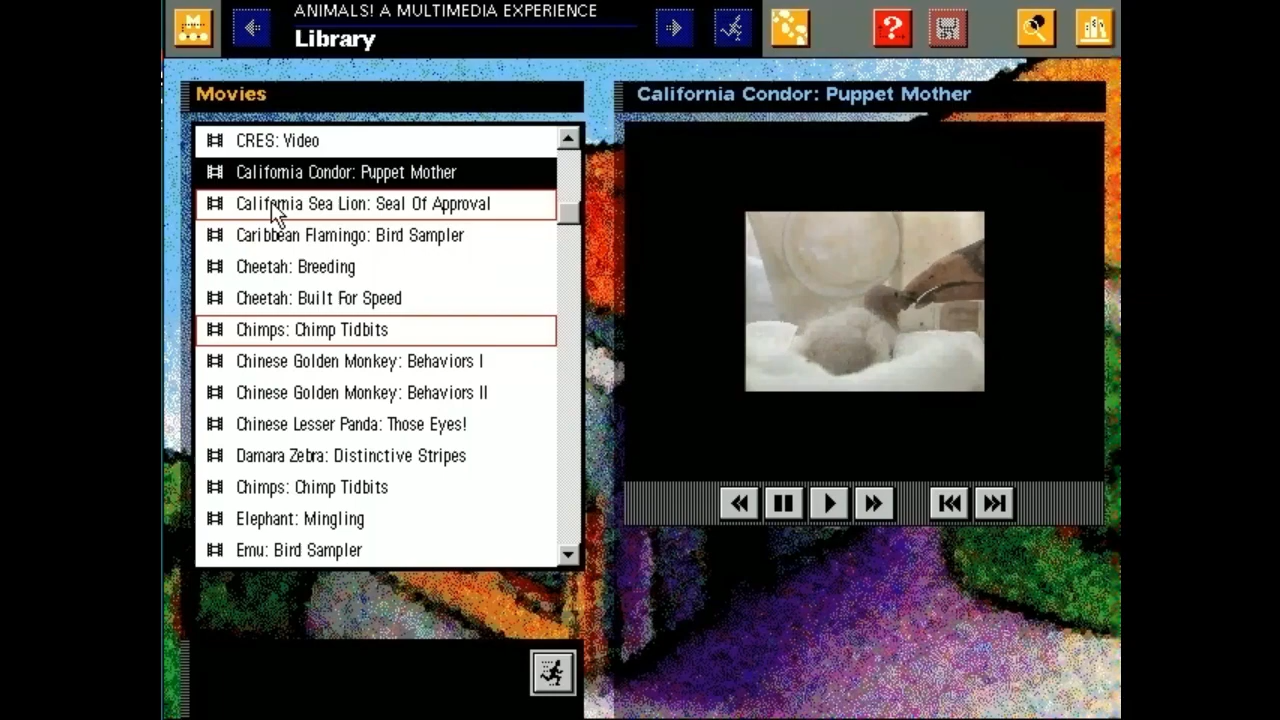 ANIMALS! A MULTIMEDIA EXPERIENCE
Library
Movies
CRES: Video
California Condor: Puppet Mother
California Sea Lion: Seal Of Approval
Caribbean Flamingo: Bird Sampler
Cheetah: Breeding
Cheetah: Built For Speed
Chimps: Chimp Tidbits
Chinese Golden Monkey: Behaviors I
Chinese Golden Monkey: Behaviors II
Chinese Lesser Panda: Those Eyes!
Damara Zebra: Distinctive Stripes
Chimps: Chimp Tidbits
Elephant: Mingling
Emu: Bird Sampler
California Condor: Puppet Mother